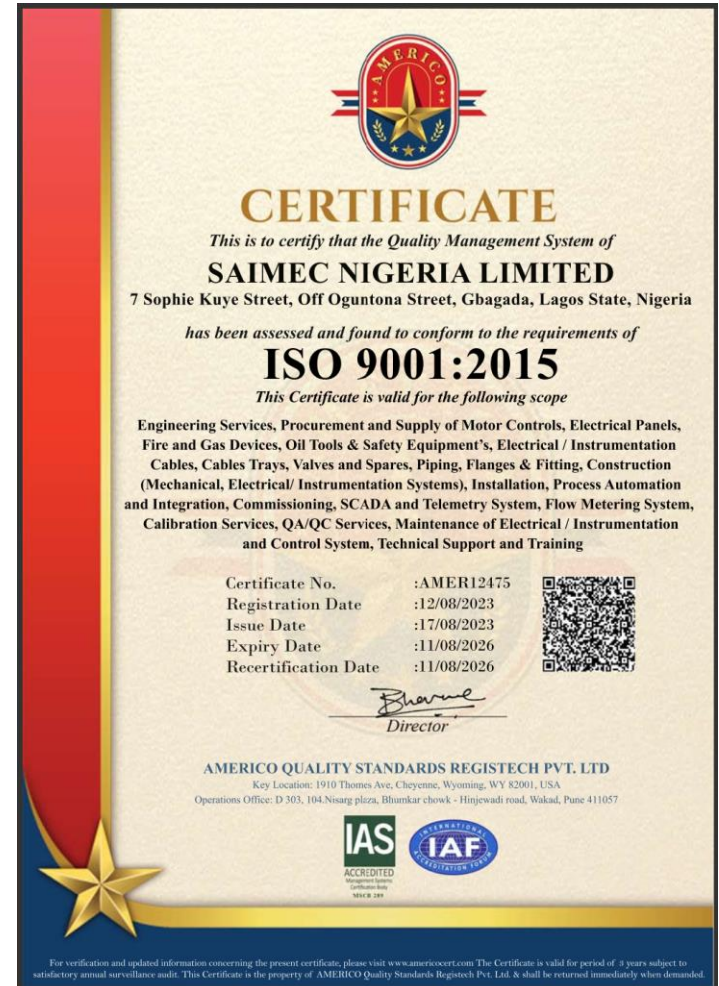 AMERICO
CERTIFICATE
This is to certify that the Quality Management System of
SAIMEC NIGERIA LIMITED
7 Sophie Kuye Street, Off Oguntona Street, Gbagada, Lagos State, Nigeria
has been assessed and found to conform to the requirements of
ISO 9001:2015
This Certificate is valid for the following scope
Engineering Services, Procurement and Supply of Motor Controls, Electrical Panels,
Fire and Gas Devices, Oil Tools & Safety Equipment's, Electrical / Instrumentation
Cables, Cables Trays, Valves and Spares, Piping, Flanges & Fitting, Construction
(Mechanical, Electrical/ Instrumentation Systems), Installation, Process Automation
and Integration, Commissioning, SCADA and Telemetry System, Flow Metering System,
Calibration Services, QA/QC Services, Maintenance of Electrical / Instrumentation
and Control System, Technical Support and Training
Certificate No. :AMER12475
Registration Date :12/08/2023
Issue Date :17/08/2023
Expiry Date :11/08/2026
Recertification Date :11/08/2026
Director
AMERICO QUALITY STANDARDS REGISTECH PVT. LTD
Key Location: 1910 Thomes Ave, Cheyenne, Wyoming, WY 82001, USA
Operations Office: D 303, 104.Nisarg plaza, Bhumkar chowk - Hinjewadi road, Wakad, Pune 411057
IAS
ACCREDITED
Management Systems
Certification Body
MSCB 289
INTERNATIONAL
IAF
ACCREDITATION FORUM
For verification and updated information concerning the present certificate, please visit www.americocert.com The Certificate is valid for period of 3 years subject to
satisfactory annual surveillance audit. This Certificate is the property of AMERICO Quality Standards Registech Pvt. Ltd. & shall be returned immediately when demanded.